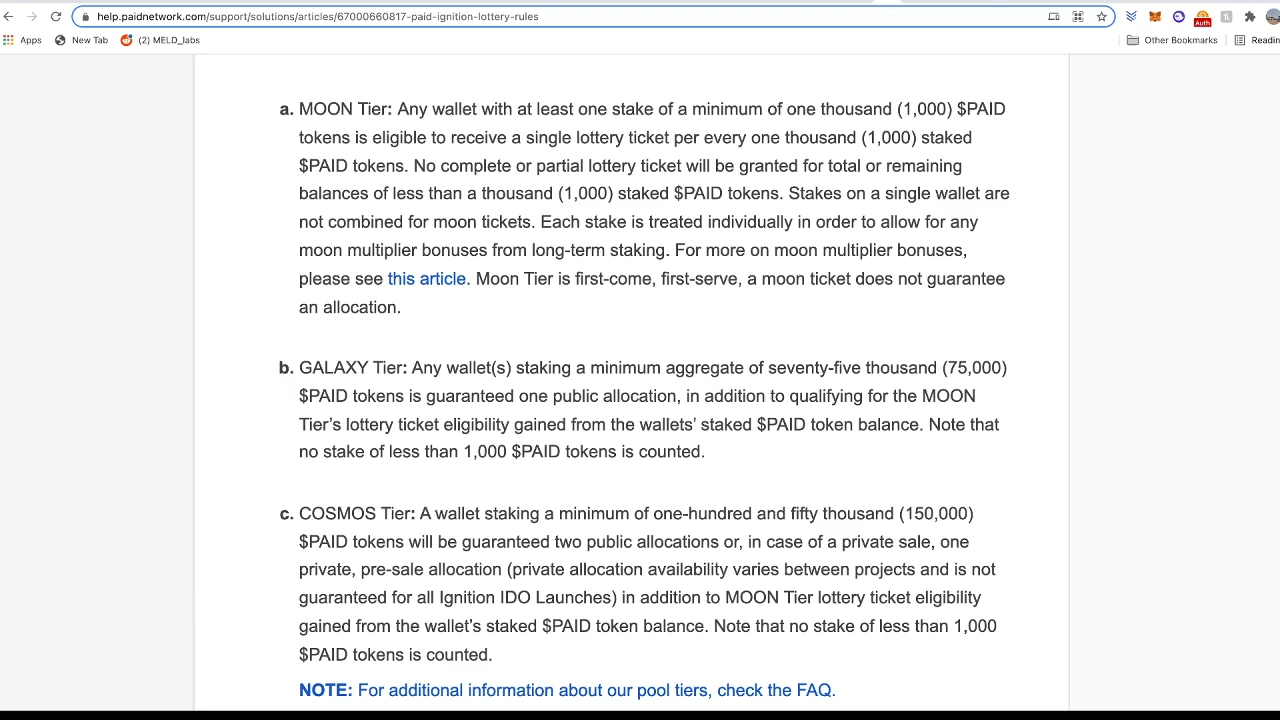 help.paidnetwork.com/support/solutions/articles/67000660817-paid-ignition-lottery-rules
Auth
Apps New Tab (2) MELD_labs Other Bookmarks Readin
a. MOON Tier: Any wallet with at least one stake of a minimum of one thousand (1,000) $PAID
tokens is eligible to receive a single lottery ticket per every one thousand (1,000) staked
$PAID tokens. No complete or partial lottery ticket will be granted for total or remaining
balances of less than a thousand (1,000) staked $PAID tokens. Stakes on a single wallet are
not combined for moon tickets. Each stake is treated individually in order to allow for any
moon multiplier bonuses from long-term staking. For more on moon multiplier bonuses,
please see this article. Moon Tier is first-come, first-serve, a moon ticket does not guarantee
an allocation.
b. GALAXY Tier: Any wallet(s) staking a minimum aggregate of seventy-five thousand (75,000)
$PAID tokens is guaranteed one public allocation, in addition to qualifying for the MOON
Tier’s lottery ticket eligibility gained from the wallets’ staked $PAID token balance. Note that
no stake of less than 1,000 $PAID tokens is counted.
c. COSMOS Tier: A wallet staking a minimum of one-hundred and fifty thousand (150,000)
$PAID tokens will be guaranteed two public allocations or, in case of a private sale, one
private, pre-sale allocation (private allocation availability varies between projects and is not
guaranteed for all Ignition IDO Launches) in addition to MOON Tier lottery ticket eligibility
gained from the wallet’s staked $PAID token balance. Note that no stake of less than 1,000
$PAID tokens is counted.
NOTE: For additional information about our pool tiers, check the FAQ.